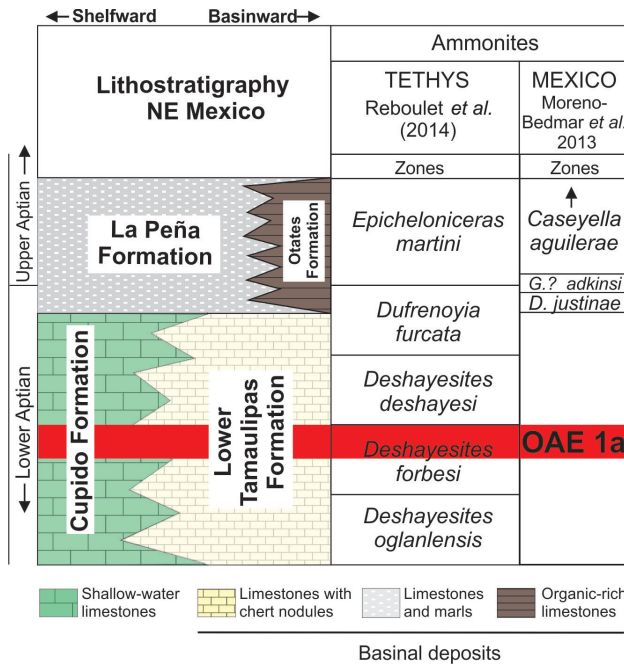 Shelfward Basinward
Lithostratigraphy
NE Mexico
Ammonites
TETHYS
Reboulet et al.
(2014)
MEXICO
Moreno-
Bedmar et al.
2013
Zones
Zones
Upper Aptian
Lower Aptian
La Peña
Formation
Otates
Formation
Epicheloniceras
martini
Caseyella
aguilerae
G.? adkinsi
D. justinae
Dufrenoyia
furcata
Cupido Formation
Lower
Tamaulipas
Formation
Deshayesites
deshayesi
Deshayesites
forbesi
OAE 1a
Deshayesites
oglanlensis
Shallow-water
limestones
Limestones with
chert nodules
Limestones
and marls
Organic-rich
limestones
Basinal deposits